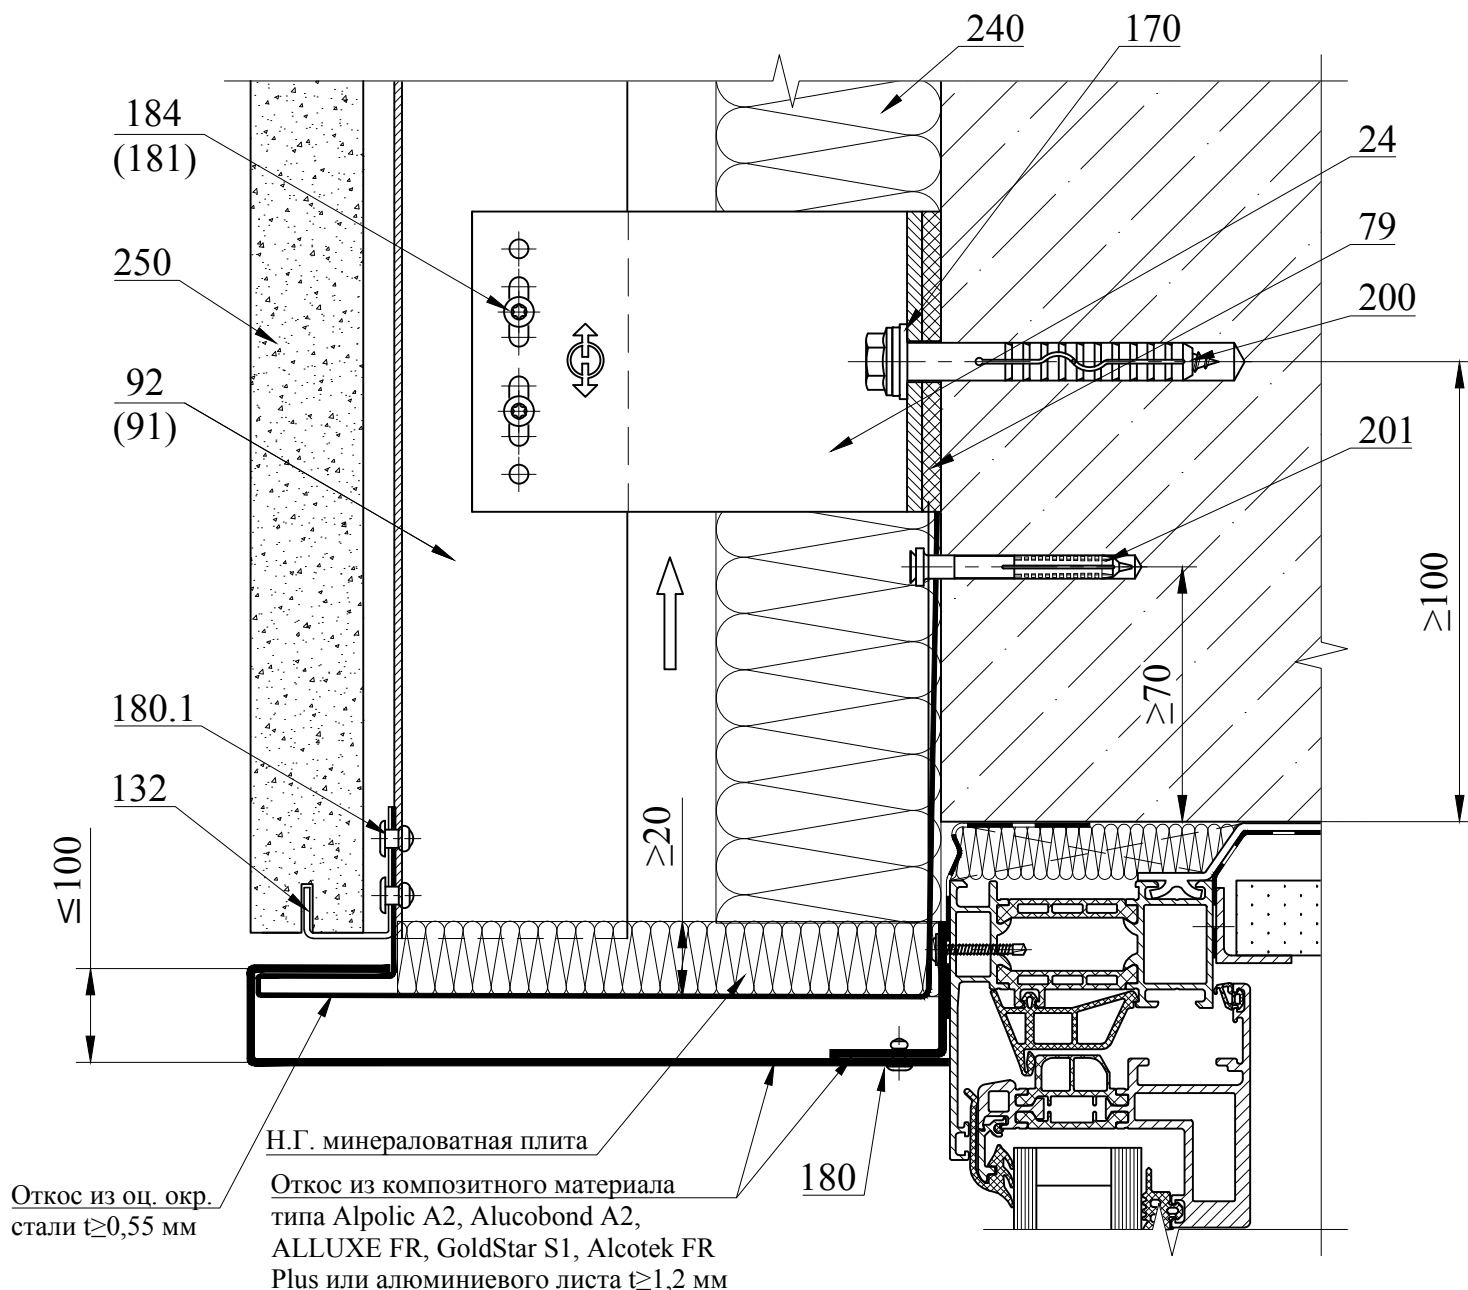 240
170
184
(181)
24
250
79
200
92
(91)
201
≥100
≥70
180.1
132
≥20
≤100
Н.Г. минераловатная плита
180
Откос из оц. окр.
стали t≥0,55 мм
Откос из композитного материала
типа Alpolic A2, Alucobond A2,
ALLUXE FR, GoldStar S1, Alcotek FR
Plus или алюминиевого листа t≥1,2 мм